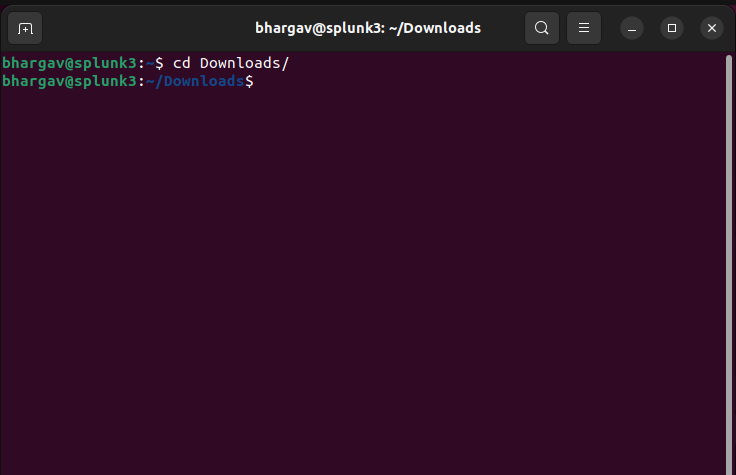 bhargav@splunk3: ~/Downloads
bhargav@splunk3:~$ cd Downloads/
bhargav@splunk3:~/Downloads$